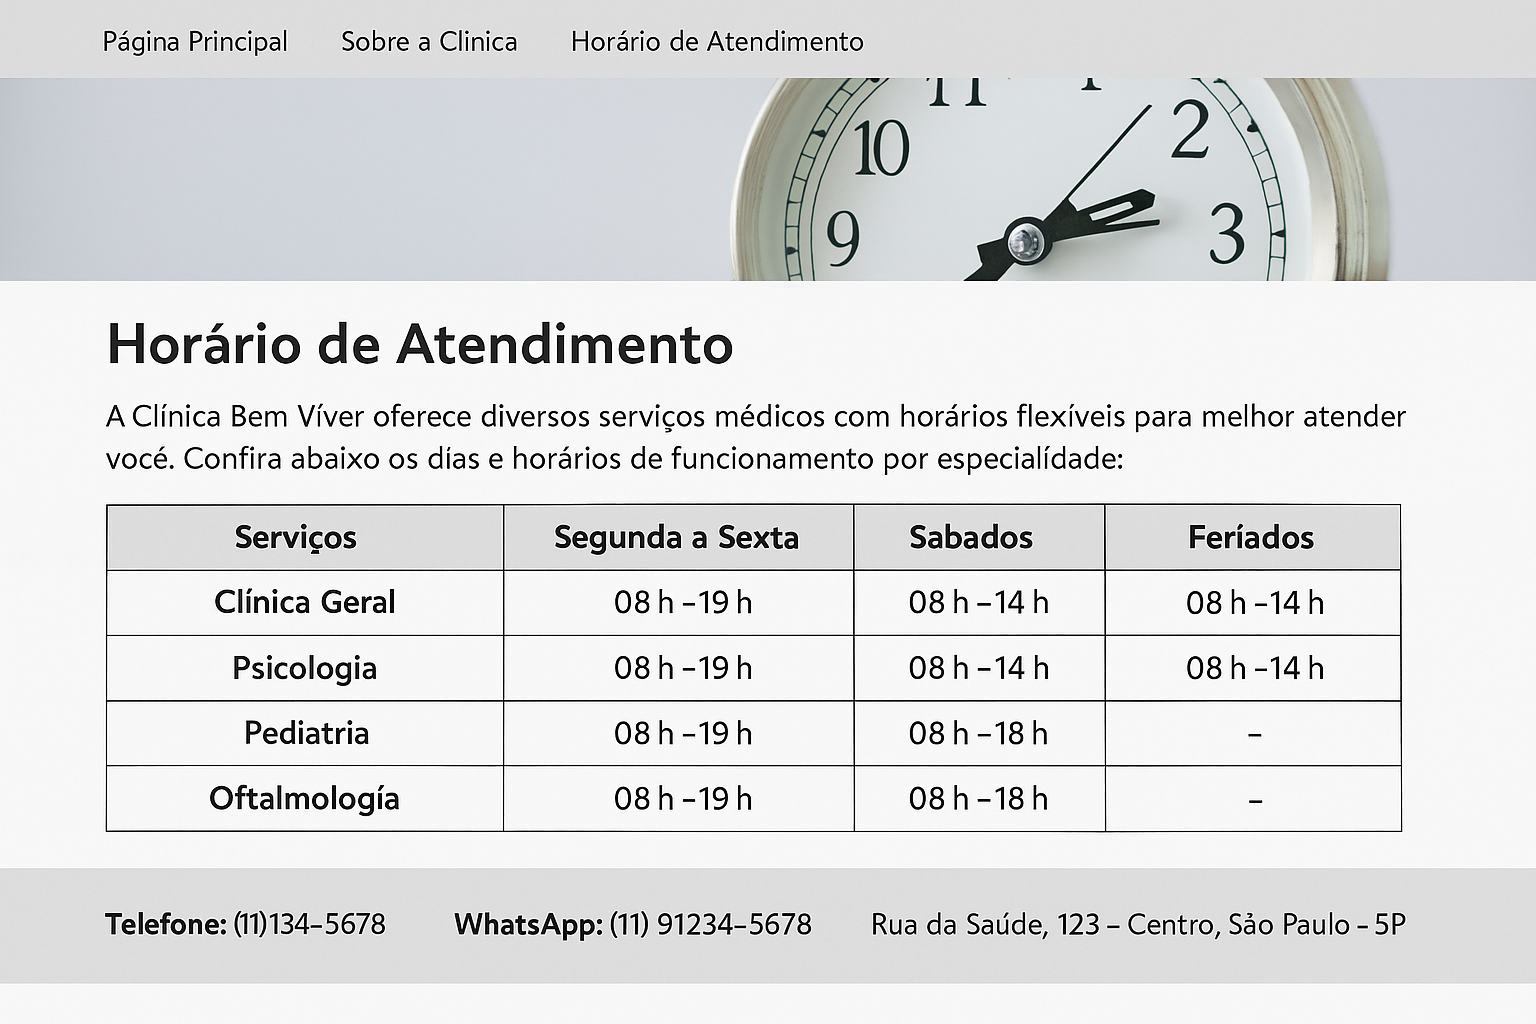 Página Principal Sobre a Clinica Horário de Atendimento
11 1
10 2
9 3
Horário de Atendimento
A Clínica Bem Víver oferece diversos serviços médicos com horários flexíveis para melhor atender
vocé. Confira abaixo os días e horários de funcionamento por especialídade:
Serviços Segunda a Sexta Sabados Feríados
Clínica Geral 08 h –19 h 08 h –14 h 08 h –14 h
Psicologia 08 h –19 h 08 h –14 h 08 h –14 h
Pediatria 08 h –19 h 08 h –18 h –
Oftalmología 08 h –19 h 08 h –18 h –
Telefone: (11)134–5678 WhatsApp: (11) 91234–5678 Rua da Saúde, 123 – Centro, São Paulo – 5P